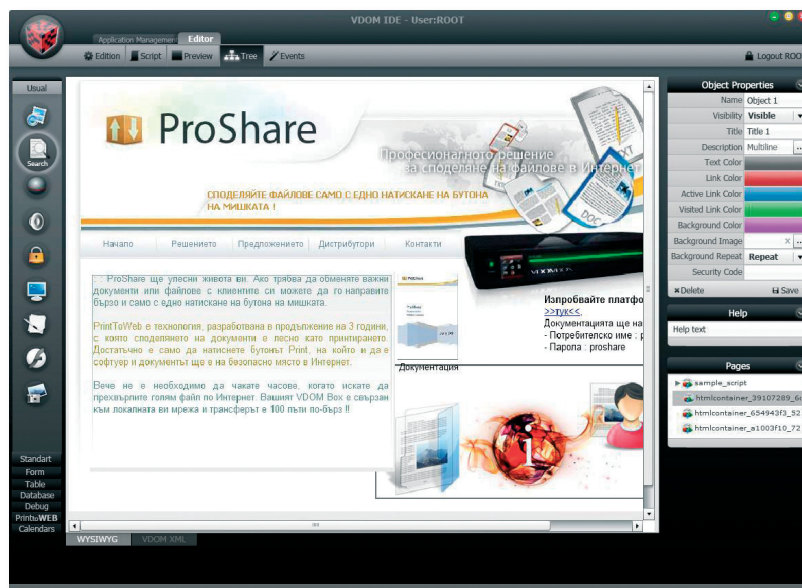 VDOM IDE - User:ROOT
Application Management
Editor
Edition
Script
Preview
Tree
Events
Logout ROO
Usual
Search
Standart
Form
Table
Database
Debug
PrinttoWEB
Calendars
ProShare
Професионалното решение
за споделяне на файлове в Интернет
СПОДЕЛЯЙТЕ ФАЙЛОВЕ САМО С ЕДНО НАТИСКАНЕ НА БУТОНА
НА МИШКАТА !
TXT
DOC
Начало
Решението
Предложението
Дистрибутори
Контакти
: : ProShare ще улесни живота ви. Ако трябва да обменяте важни
документи или файлове с клиентите си можете да го направите
бързо и само с едно натискане на бутона на мишката.
PrintToWeb е технология, разработвана в продължение на 3 години,
с която споделянето на документи е лесно като принтирането.
Достатъчно е само да натиснете бутонът Print, на който и да е
софтуер и документът ще е на безопасно място в Интернет.
Вече не е необходимо да чакате часове, когато искате да
прехвърлите голям файл по Интернет. Вашият VDOM Box е свързан
към локалната ви мрежа и трансферът е 100 пъти по-бърз !!
Документация
Изпробвайте платфо
>>тук<<.
Документацията ще на
- Потребителско име : p
- Парола : proshare
WYSIWYG
VDOM XML
Object Properties
Name Object 1
Visibility Visible
Title Title 1
Description Multiline
Text Color
Link Color
Active Link Color
Visited Link Color
Background Color
Background Image X
Background Repeat Repeat
Security Code
Delete
Save
Help
Help text
Pages
sample_script
htmlcontainer_39107289_6
htmlcontainer_654943f3_52
htmlcontainer_a1003f10_72